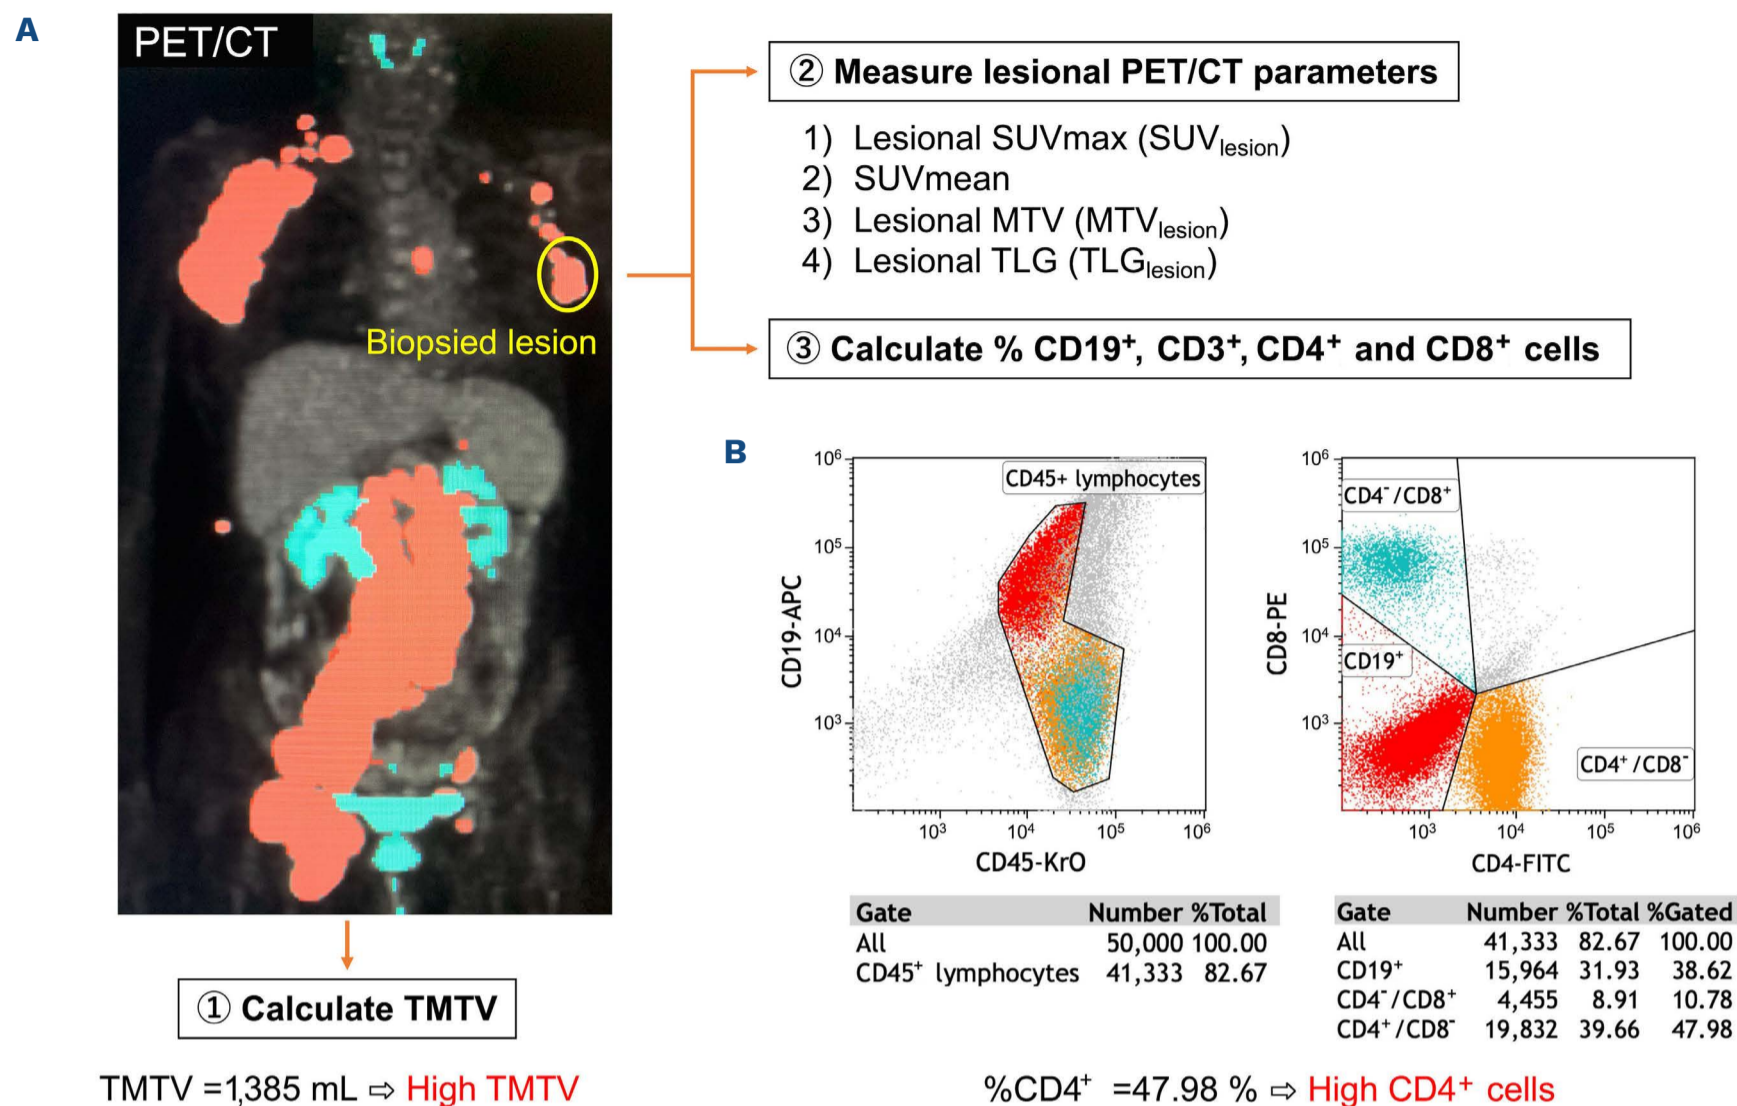 A
PET/CT
Biopsied lesion
① Calculate TMTV
TMTV =1,385 mL ⇨ High TMTV
② Measure lesional PET/CT parameters
1) Lesional SUVmax (SUVlesion)
2) SUVmean
3) Lesional MTV (MTVlesion)
4) Lesional TLG (TLGlesion)
③ Calculate % CD19⁺, CD3⁺, CD4⁺ and CD8⁺ cells
B
CD45+ lymphocytes
CD19-APC
10⁶
10⁵
10⁴
10³
10³ 10⁴ 10⁵ 10⁶
CD45-KrO
CD4⁻/CD8⁺
CD19⁺
CD4⁺/CD8⁻
CD8-PE
10⁶
10⁵
10⁴
10³
10³ 10⁴ 10⁵ 10⁶
CD4-FITC
Gate Number %Total
All 50,000 100.00
CD45⁺ lymphocytes 41,333 82.67
Gate Number %Total %Gated
All 41,333 82.67 100.00
CD19⁺ 15,964 31.93 38.62
CD4⁻/CD8⁺ 4,455 8.91 10.78
CD4⁺/CD8⁻ 19,832 39.66 47.98
%CD4⁺ =47.98 % ⇨ High CD4⁺ cells